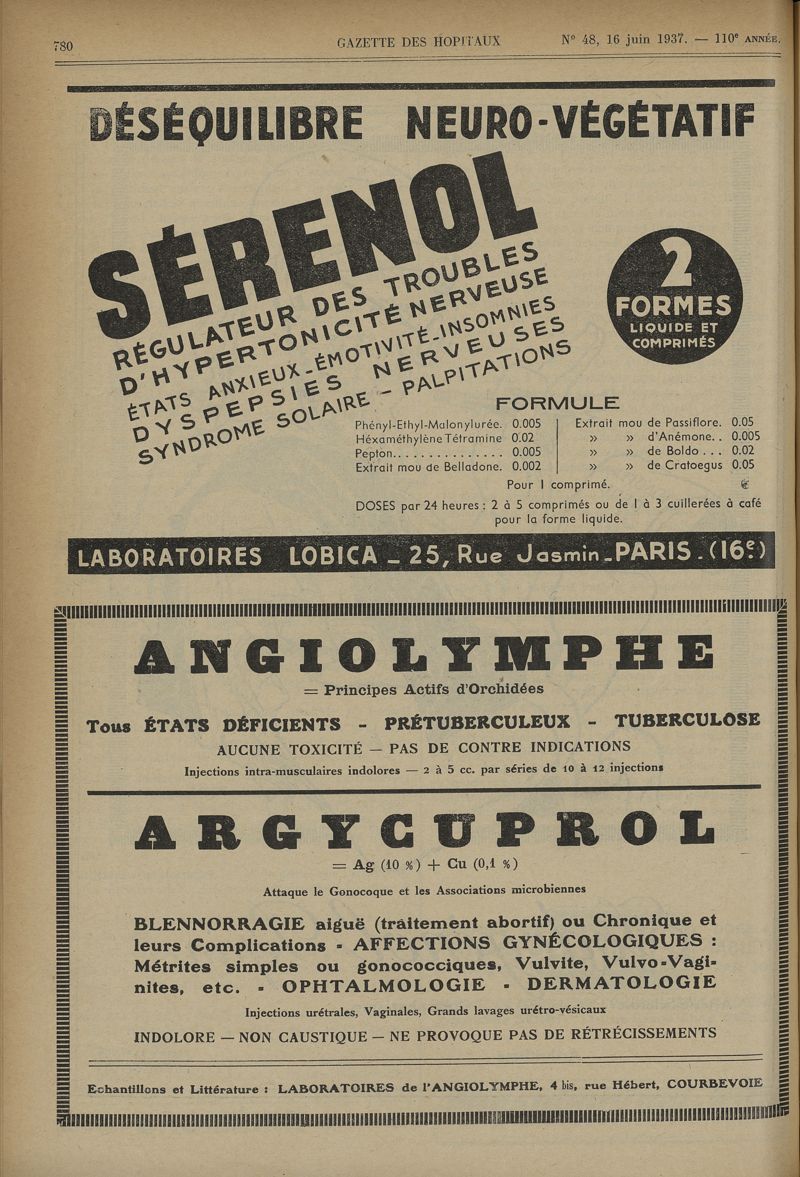 780
GAZETTE DES HOPITAUX
N° 48, 16 juin 1937. — 110e ANNÉE.
DÉSÉQUILIBRE NEURO-VÉGÉTATIF
SÉRENOL
RÉGULATEUR DES TROUBLES
D'HYPERTONICITÉ NERVEUSE
ÉTATS ANXIEUX_ÉMOTIVITÉ_INSOMNIES
DYSPEPSIES NERVEUSES
SYNDROME SOLAIRE - PALPITATIONS
2
FORMES
LIQUIDE ET
COMPRIMÉS
FORMULE
Phényl-Ethyl-Malonylurée. 0.005
Héxaméthylène Tétramine 0.02
Pepton............... 0.005
Extrait mou de Belladone. 0.002
Extrait mou de Passiflore. 0.05
» » d'Anémone.. 0.005
» » de Boldo... 0.02
» » de Cratoegus 0.05
Pour 1 comprimé.
DOSES par 24 heures : 2 à 5 comprimés ou de 1 à 3 cuillerées à café
pour la forme liquide.
LABORATOIRES LOBICA _ 25, Rue Jasmin _ PARIS _ (16e)
ANGIOLYMPHE
= Principes Actifs d'Orchidées
Tous ÉTATS DÉFICIENTS - PRÉTUBERCULEUX - TUBERCULOSE
AUCUNE TOXICITÉ — PAS DE CONTRE INDICATIONS
Injections intra-musculaires indolores — 2 à 5 cc. par séries de 10 à 12 injections
ARGYCUPROL
= Ag (10 %) + Cu (0,1 %)
Attaque le Gonocoque et les Associations microbiennes
BLENNORRAGIE aiguë (traitement abortif) ou Chronique et
leurs Complications - AFFECTIONS GYNÉCOLOGIQUES :
Métrites simples ou gonococciques, Vulvite, Vulvo-Vagi-
nites, etc. - OPHTALMOLOGIE - DERMATOLOGIE
Injections urétrales, Vaginales, Grands lavages urétro-vésicaux
INDOLORE — NON CAUSTIQUE — NE PROVOQUE PAS DE RÉTRÉCISSEMENTS
Echantillons et Littérature : LABORATOIRES de l'ANGIOLYMPHE, 4 bis, rue Hébert, COURBEVOIE